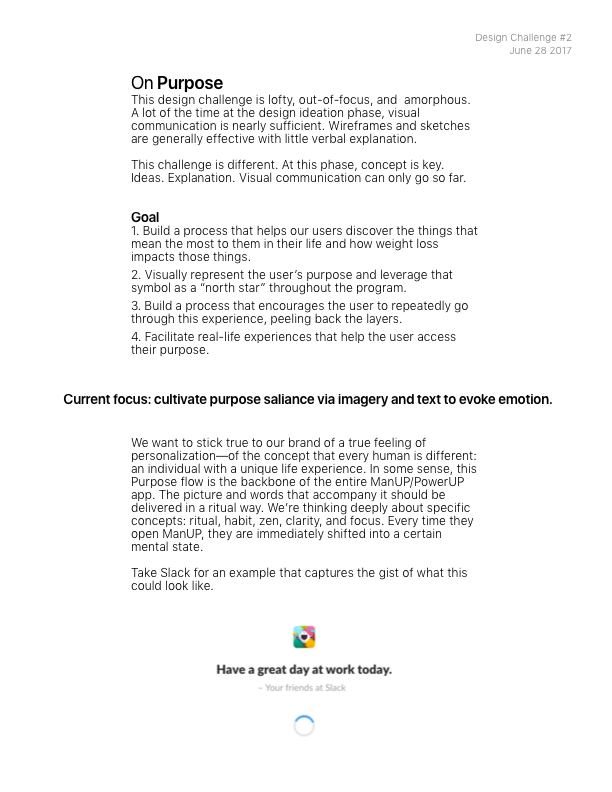 Design Challenge #2
June 28 2017
On Purpose
This design challenge is lofty, out-of-focus, and  amorphous.
A lot of the time at the design ideation phase, visual
communication is nearly sufficient. Wireframes and sketches
are generally effective with little verbal explanation.
This challenge is different. At this phase, concept is key.
Ideas. Explanation. Visual communication can only go so far.
Goal
1. Build a process that helps our users discover the things that
mean the most to them in their life and how weight loss
impacts those things.
2. Visually represent the user’s purpose and leverage that
symbol as a “north star” throughout the program.
3. Build a process that encourages the user to repeatedly go
through this experience, peeling back the layers.
4. Facilitate real-life experiences that help the user access
their purpose.
Current focus: cultivate purpose saliance via imagery and text to evoke emotion.
We want to stick true to our brand of a true feeling of
personalization—of the concept that every human is different:
an individual with a unique life experience. In some sense, this
Purpose flow is the backbone of the entire ManUP/PowerUP
app. The picture and words that accompany it should be
delivered in a ritual way. We’re thinking deeply about specific
concepts: ritual, habit, zen, clarity, and focus. Every time they
open ManUP, they are immediately shifted into a certain
mental state.
Take Slack for an example that captures the gist of what this
could look like.
Have a great day at work today.
– Your friends at Slack